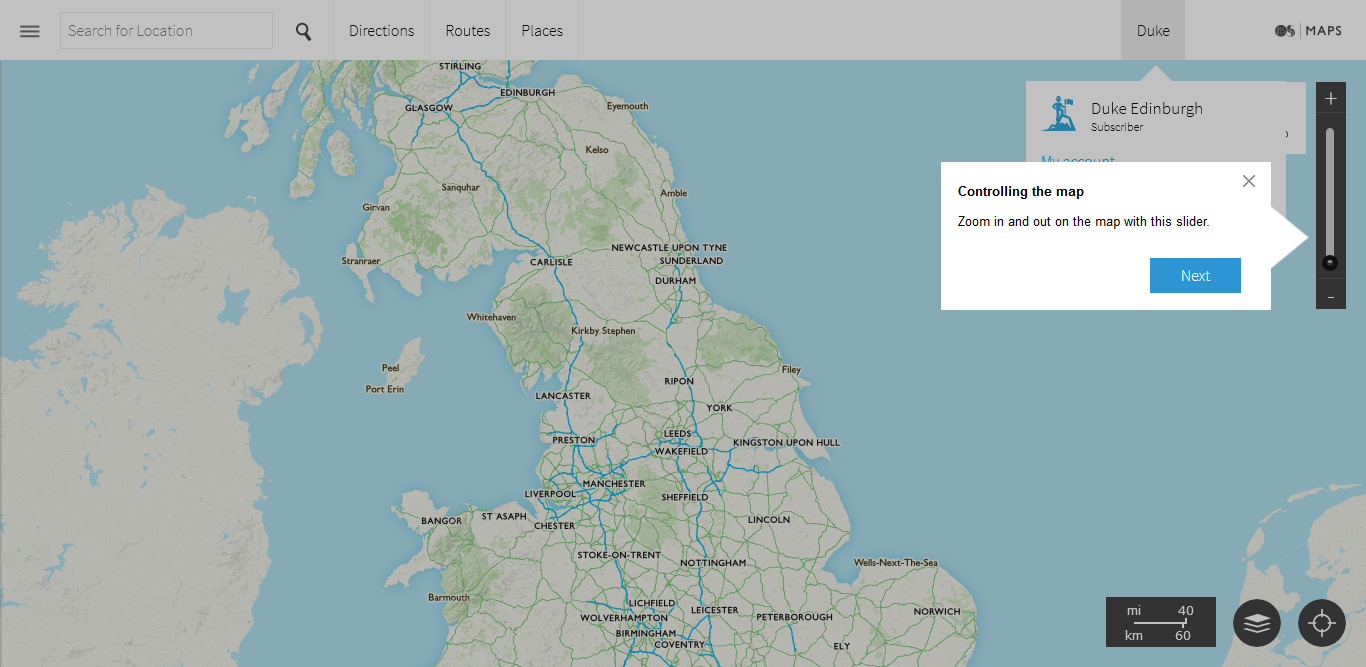 Search for Location
Directions
Routes
Places
Duke
OS MAPS
Duke Edinburgh
Subscriber
My account
Controlling the map
Zoom in and out on the map with this slider.
Next
+
-
STIRLING
EDINBURGH
GLASGOW
Eyemouth
Kelso
Sanquhar
Amble
Girvan
NEWCASTLE UPON TYNE
SUNDERLAND
Stranraer
CARLISLE
DURHAM
Whitehaven
Kirkby Stephen
Peel
Filey
RIPON
Port Erin
LANCASTER
YORK
LEEDS
PRESTON
KINGSTON UPON HULL
WAKEFIELD
MANCHESTER
LIVERPOOL
SHEFFIELD
ST ASAPH
BANGOR
CHESTER
LINCOLN
STOKE-ON-TRENT
NOTTINGHAM
Wells-Next-The-Sea
Barmouth
LICHFIELD
LEICESTER
NORWICH
WOLVERHAMPTON
PETERBOROUGH
BIRMINGHAM
COVENTRY
ELY
mi 40
km 60